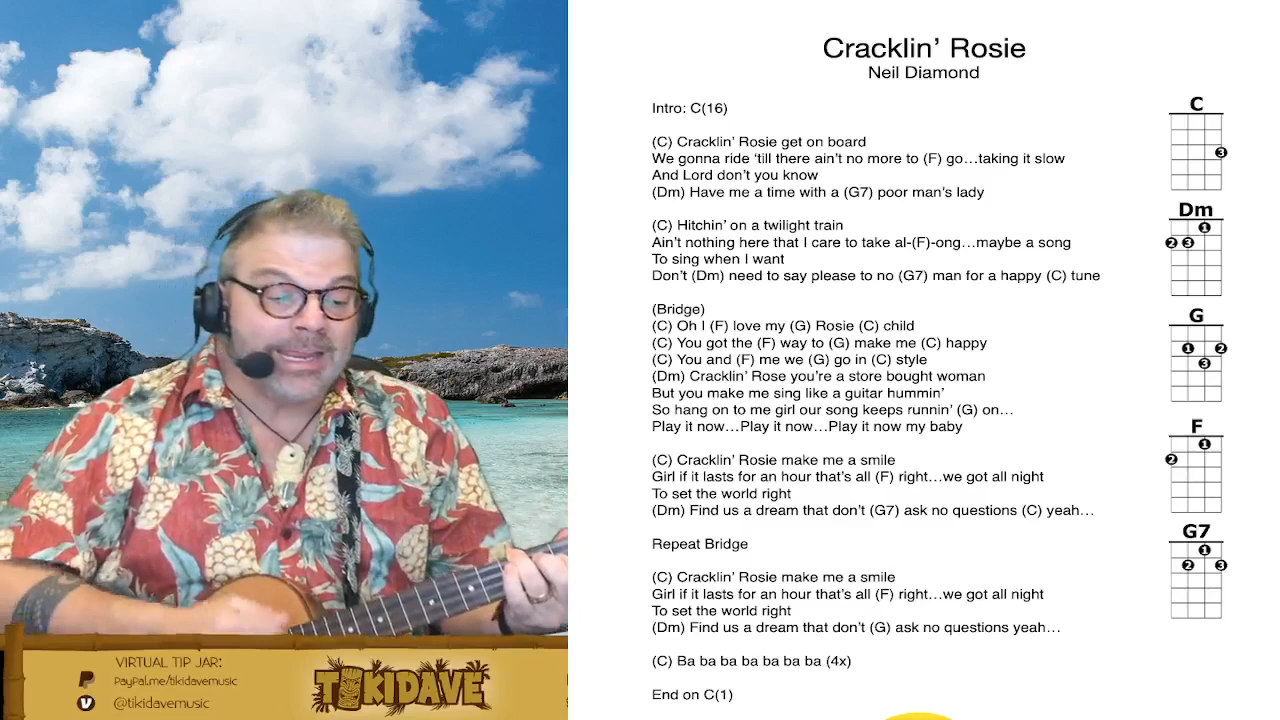 Cracklin' Rosie
Neil Diamond
Intro: C(16)
(C) Cracklin' Rosie get on board
We gonna ride 'till there ain't no more to (F) go…taking it slow
And Lord don't you know
(Dm) Have me a time with a (G7) poor man's lady
(C) Hitchin' on a twilight train
Ain't nothing here that I care to take al-(F)-ong…maybe a song
To sing when I want
Don't (Dm) need to say please to no (G7) man for a happy (C) tune
(Bridge)
(C) Oh I (F) love my (G) Rosie (C) child
(C) You got the (F) way to (G) make me (C) happy
(C) You and (F) me we (G) go in (C) style
(Dm) Cracklin' Rose you're a store bought woman
But you make me sing like a guitar hummin'
So hang on to me girl our song keeps runnin' (G) on…
Play it now…Play it now…Play it now my baby
(C) Cracklin' Rosie make me a smile
Girl if it lasts for an hour that's all (F) right…we got all night
To set the world right
(Dm) Find us a dream that don't (G7) ask no questions (C) yeah…
Repeat Bridge
(C) Cracklin' Rosie make me a smile
Girl if it lasts for an hour that's all (F) right…we got all night
To set the world right
(Dm) Find us a dream that don't (G) ask no questions yeah…
(C) Ba ba ba ba ba ba ba (4x)
End on C(1)
C
3
Dm
1
2 3
G
1 2
3
F
1
2
G7
1
2 3
VIRTUAL TIP JAR:
PayPal.me/tikidavemusic
@tikidavemusic
TIKIDAVE